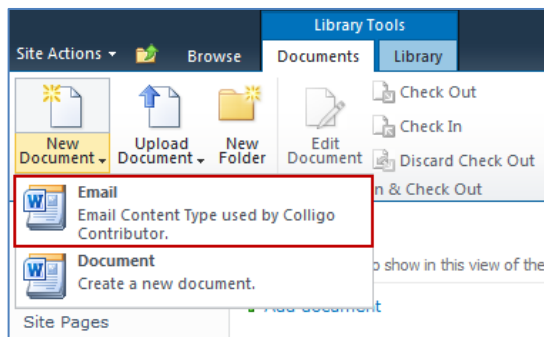 Library Tools
Site Actions Browse Documents Library
New Document
Upload Document
New Folder
Edit Document
Check Out
Check In
Discard Check Out
n & Check Out
Email
Email Content Type used by Colligo
Contributor.
Document
Create a new document.
o show in this view of the
Add document
Site Pages